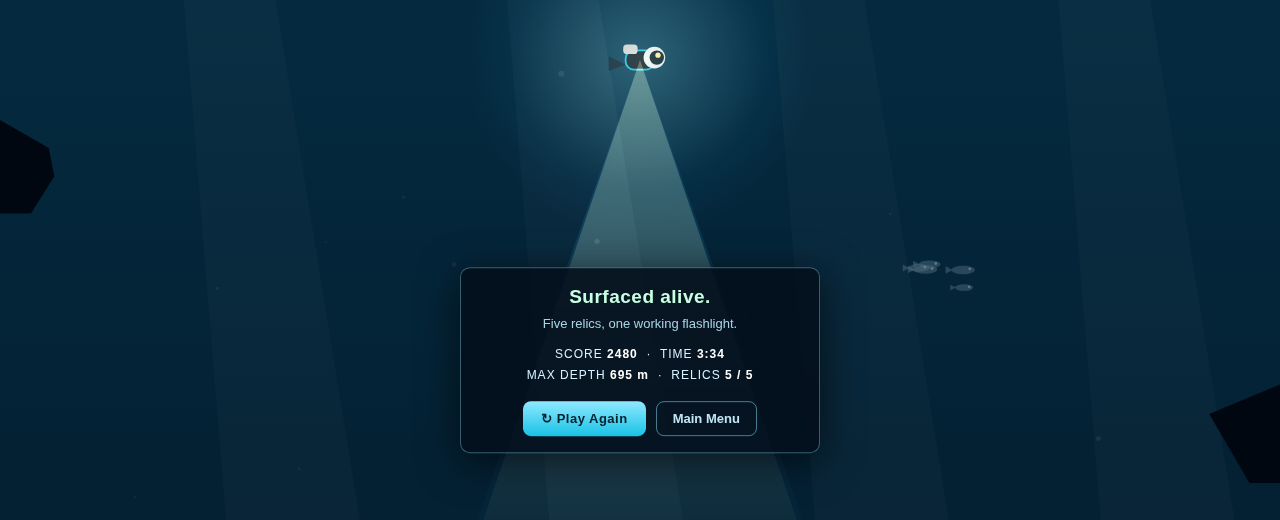 Surfaced alive.
Five relics, one working flashlight.
SCORE 2480 · TIME 3:34
MAX DEPTH 695 m · RELICS 5 / 5
↻ Play Again
Main Menu